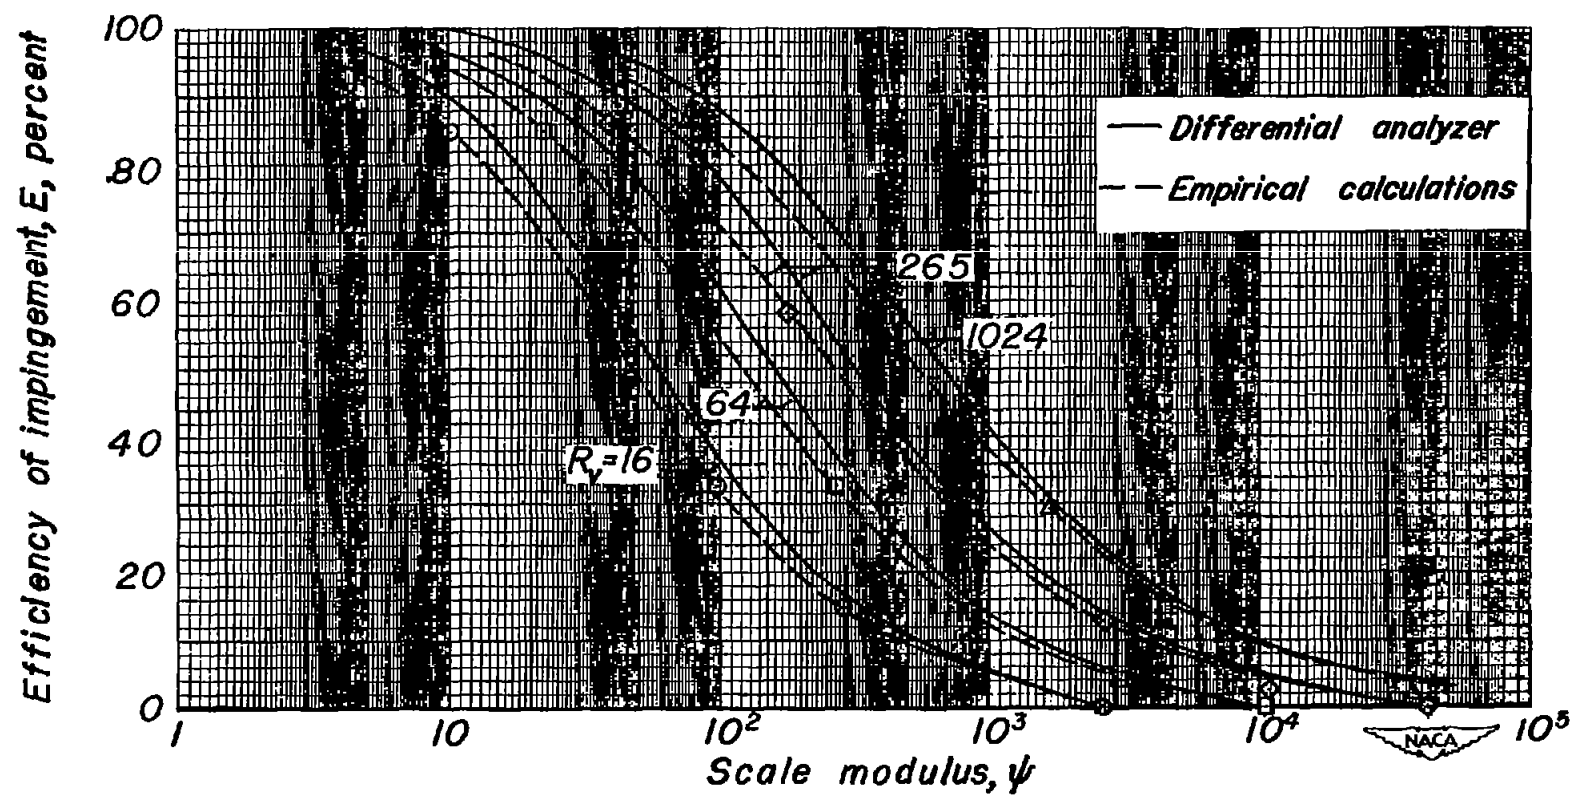 Efficiency of impingement, E, percent
100
80
60
40
20
0
Differential analyzer
Empirical calculations
265
1024
64
Rᵥ=16
1
10
10²
10³
10⁴
10⁵
NACA
Scale modulus, ψ